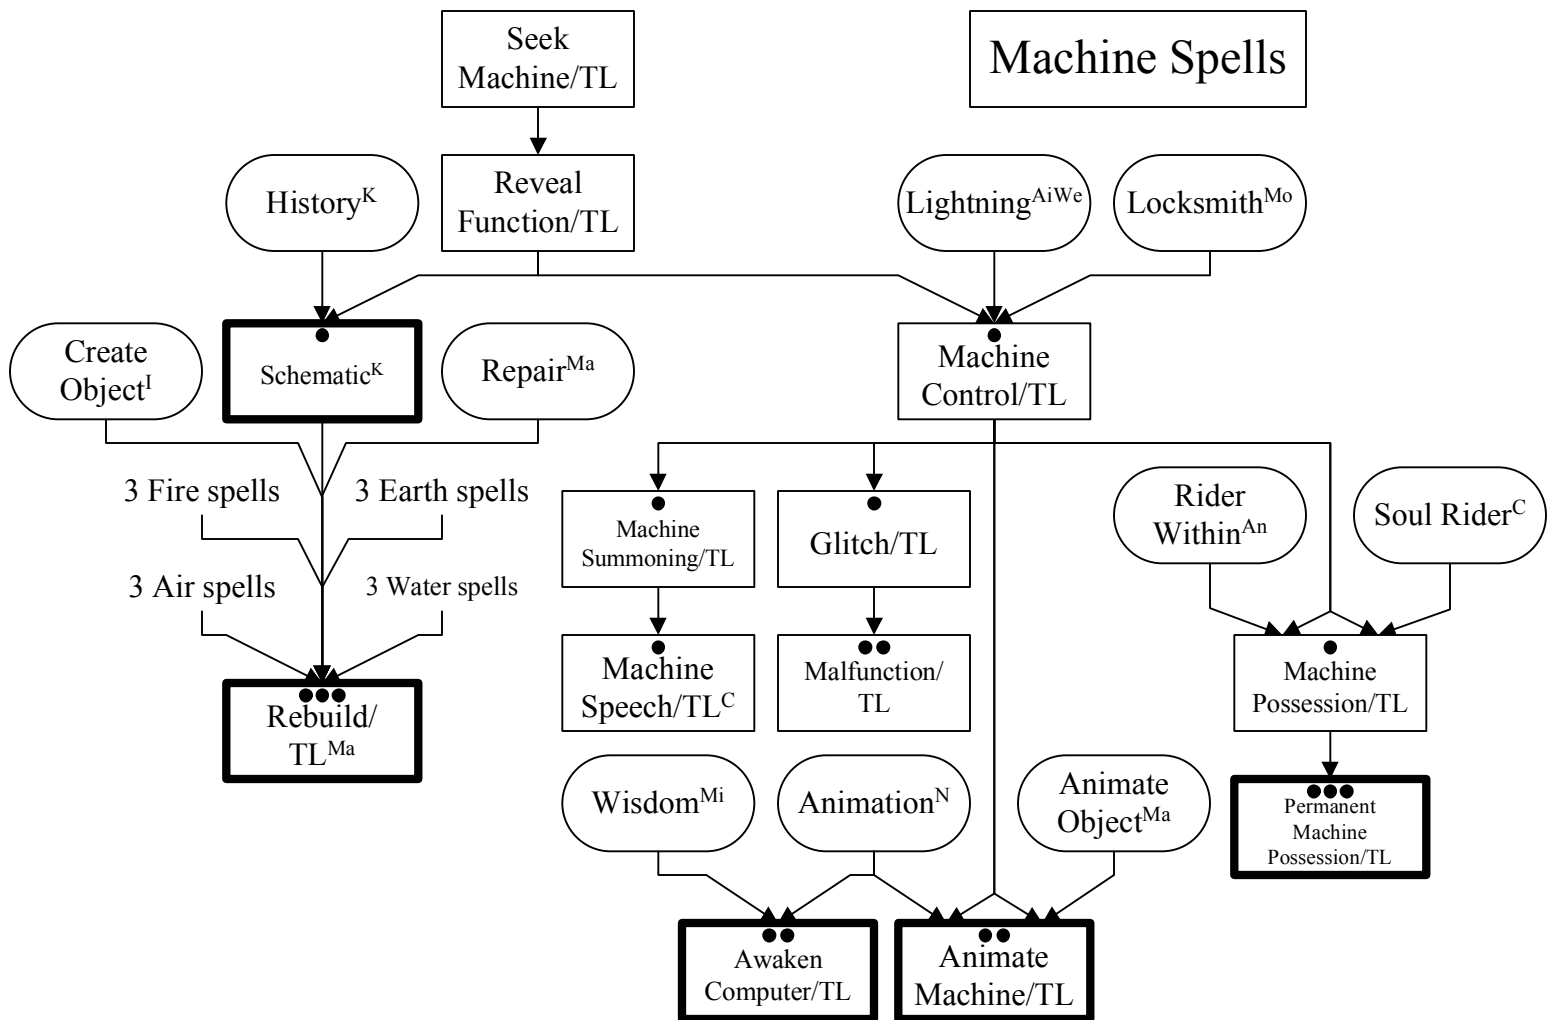 Seek
Machine/TL
Machine Spells
History^K
Reveal
Function/TL
Lightning^AiWe
Locksmith^Mo
Create
Object^I
Schematic^K
Repair^Ma
Machine
Control/TL
3 Fire spells
3 Earth spells
Machine
Summoning/TL
Glitch/TL
Rider
Within^An
Soul Rider^C
3 Air spells
3 Water spells
Rebuild/
TL^Ma
Machine
Speech/TL^C
Malfunction/
TL
Machine
Possession/TL
Wisdom^Mi
Animation^N
Animate
Object^Ma
Permanent
Machine
Possession/TL
Awaken
Computer/TL
Animate
Machine/TL